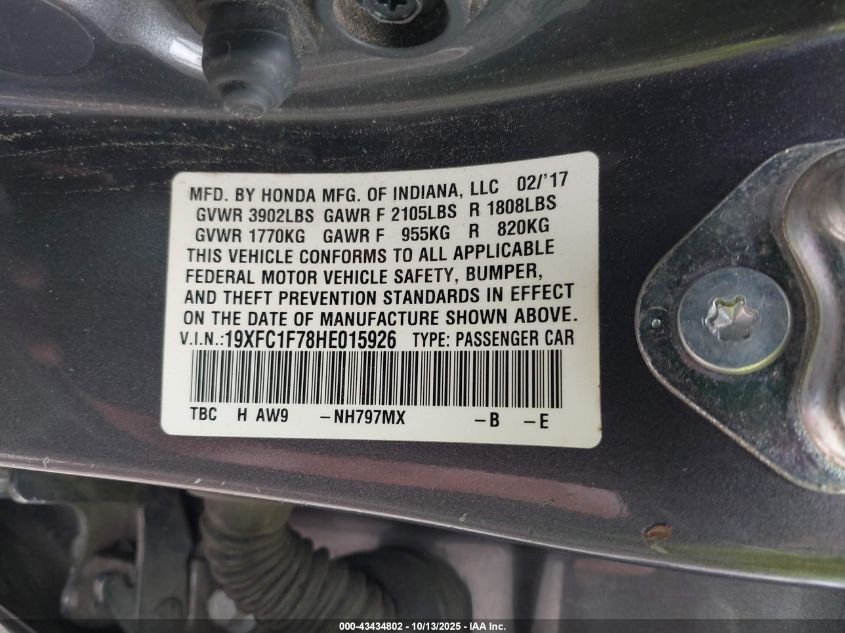 MFD. BY HONDA MFG. OF INDIANA, LLC 02/'17
GVWR 3902LBS GAWR F 2105LBS R 1808LBS
GVWR 1770KG GAWR F 955KG R 820KG
THIS VEHICLE CONFORMS TO ALL APPLICABLE
FEDERAL MOTOR VEHICLE SAFETY, BUMPER,
AND THEFT PREVENTION STANDARDS IN EFFECT
ON THE DATE OF MANUFACTURE SHOWN ABOVE.
V.I.N.:19XFC1F78HE015926 TYPE: PASSENGER CAR
TBC H AW9 -NH797MX -B -E
000-43434802 - 10/13/2025 - IAA Inc.